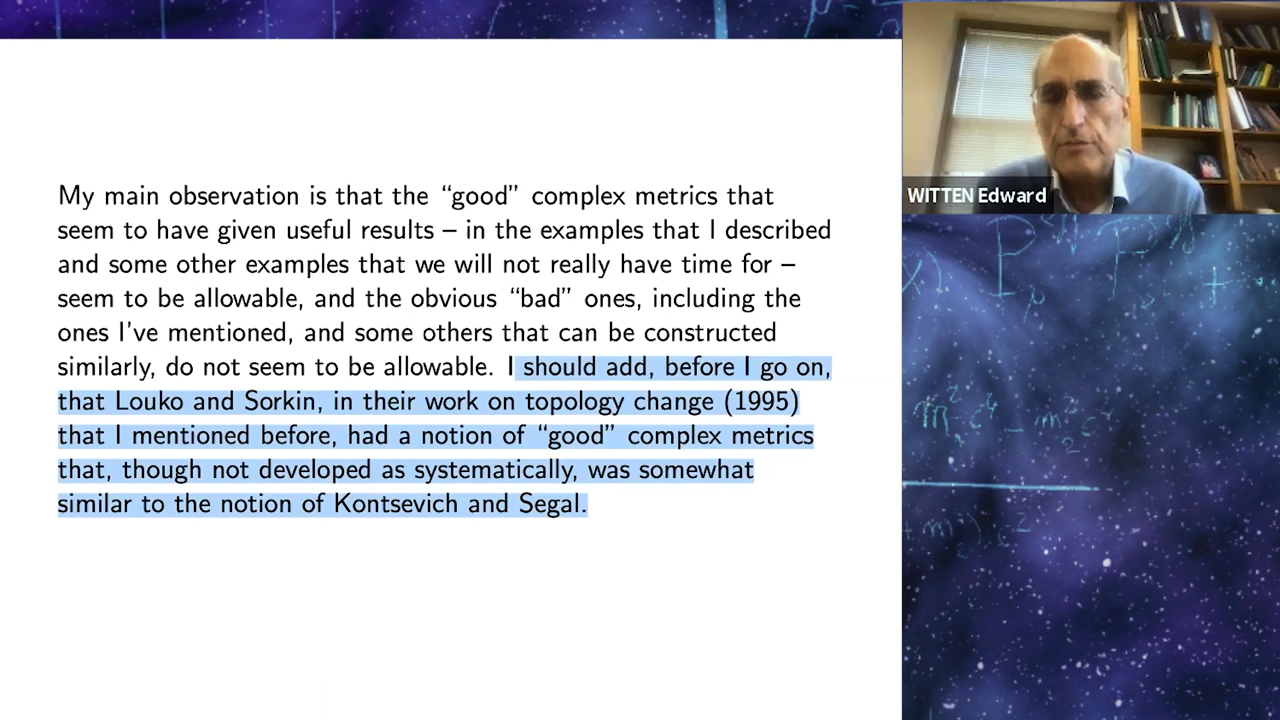 My main observation is that the “good” complex metrics that
seem to have given useful results – in the examples that I described
and some other examples that we will not really have time for –
seem to be allowable, and the obvious “bad” ones, including the
ones I’ve mentioned, and some others that can be constructed
similarly, do not seem to be allowable. I should add, before I go on,
that Louko and Sorkin, in their work on topology change (1995)
that I mentioned before, had a notion of “good” complex metrics
that, though not developed as systematically, was somewhat
similar to the notion of Kontsevich and Segal.
WITTEN Edward